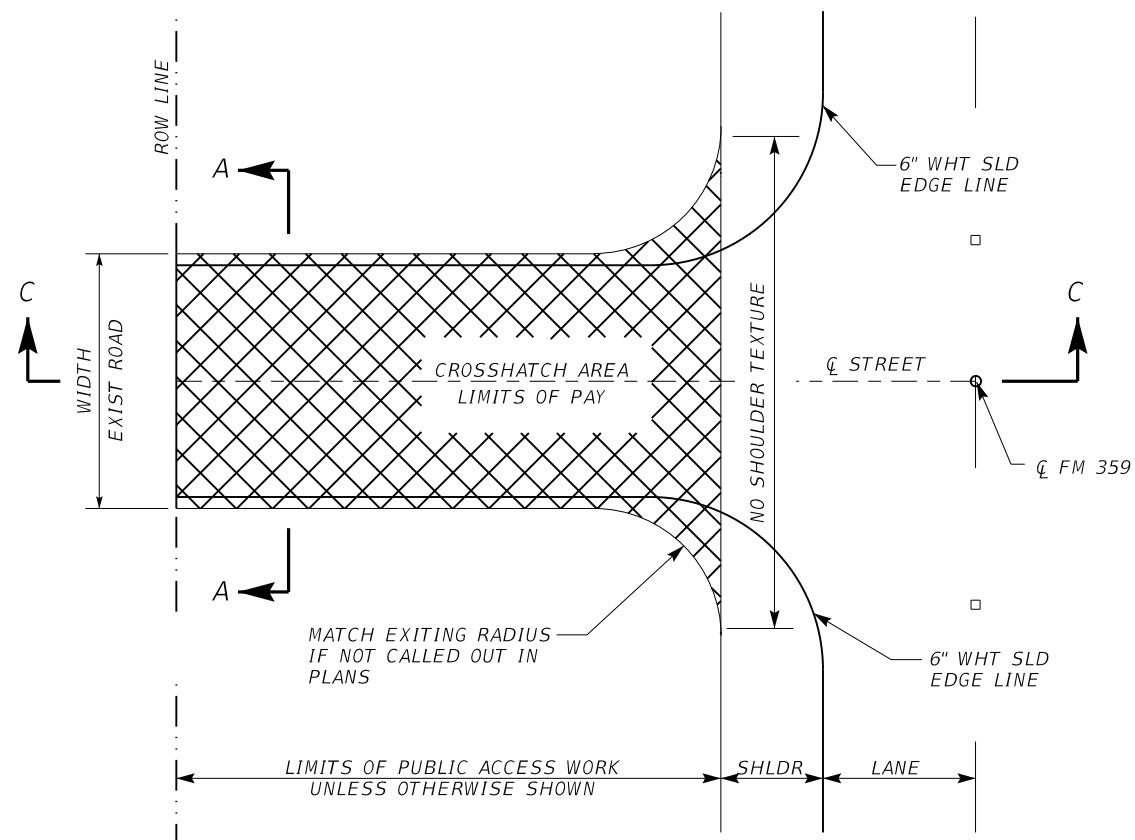 ROW LINE
A
6" WHT SLD
EDGE LINE
C
C
WIDTH
EXIST ROAD
CROSSHATCH AREA
LIMITS OF PAY
NO SHOULDER TEXTURE
℄ STREET
℄ FM 359
A
MATCH EXITING RADIUS
IF NOT CALLED OUT IN
PLANS
6" WHT SLD
EDGE LINE
LIMITS OF PUBLIC ACCESS WORK
UNLESS OTHERWISE SHOWN
SHLDR
LANE